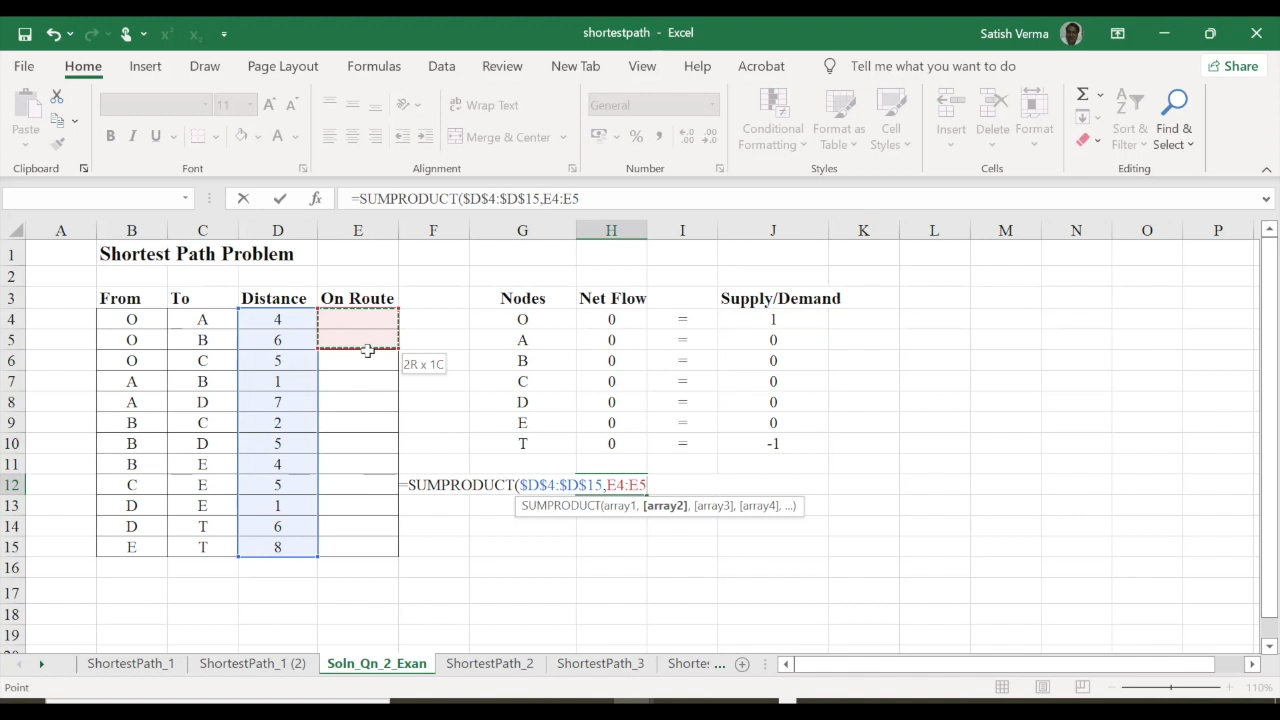 shortestpath - Excel
Satish Verma
File Home Insert Draw Page Layout Formulas Data Review New Tab View Help Acrobat Tell me what you want to do Share
Paste
11
Wrap Text
Merge & Center
General
Conditional Formatting
Format as Table
Cell Styles
Insert
Delete
Format
Sort & Filter
Find & Select
Clipboard Font Alignment Number Styles Cells Editing
=SUMPRODUCT($D$4:$D$15,E4:E5
A B C D E F G H I J K L M N O P
1 Shortest Path Problem
2
3 From To Distance On Route Nodes Net Flow Supply/Demand
4 O A 4 O 0 = 1
5 O B 6 A 0 = 0
6 O C 5 B 0 = 0
2R x 1C
7 A B 1 C 0 = 0
8 A D 7 D 0 = 0
9 B C 2 E 0 = 0
10 B D 5 T 0 = -1
11 B E 4
12 C E 5 =SUMPRODUCT($D$4:$D$15,E4:E5
SUMPRODUCT(array1, [array2], [array3], [array4], ...)
13 D E 1
14 D T 6
15 E T 8
16
17
18
19
ShortestPath_1 ShortestPath_1 (2) Soln_Qn_2_Exan ShortestPath_2 ShortestPath_3 Shortes ...
Point
110%